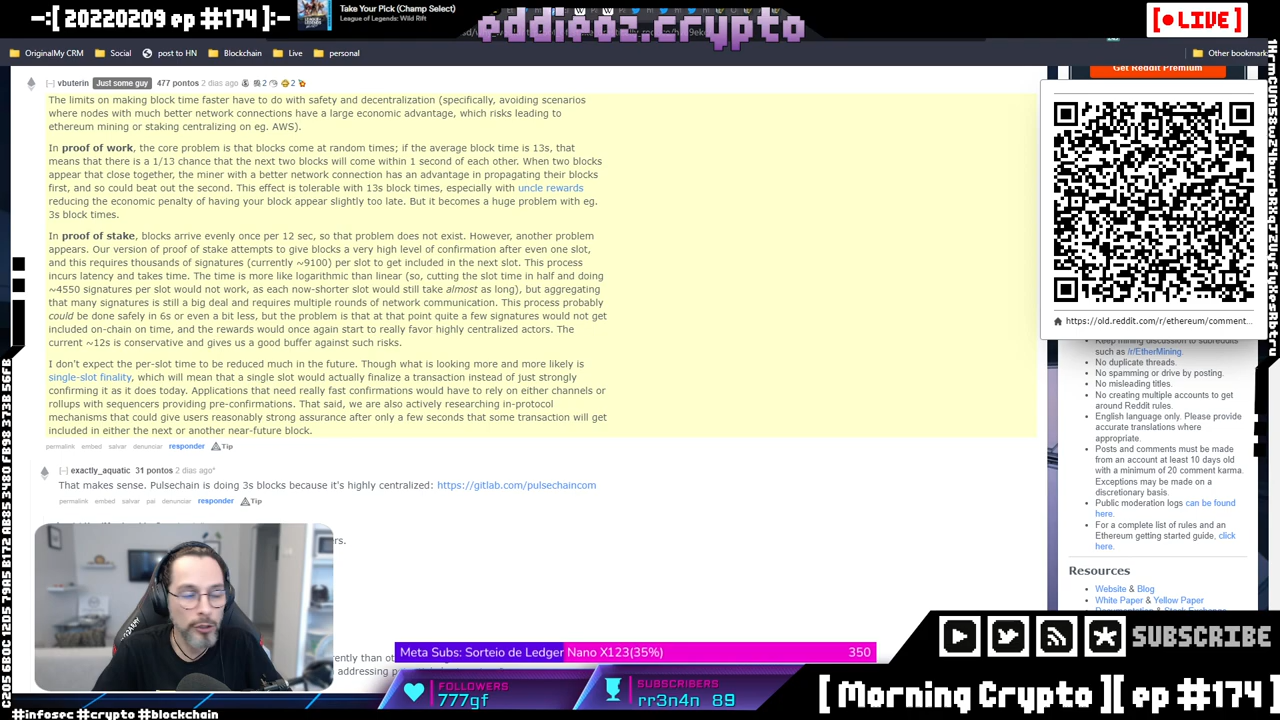 —:[ 20220209 ep #174 ]:—
Take Your Pick (Champ Select)
League of Legends: Wild Rift
eddieoz.crypto
[●LIVE]
OriginalMy CRM
Social
post to HN
Blockchain
Live
personal
Other bookmark
[–] vbuterin Just some guy 477 pontos 2 dias ago 2 2
The limits on making block time faster have to do with safety and decentralization (specifically, avoiding scenarios
where nodes with much better network connections have a large economic advantage, which risks leading to
ethereum mining or staking centralizing on eg. AWS).
In proof of work, the core problem is that blocks come at random times; if the average block time is 13s, that
means that there is a 1/13 chance that the next two blocks will come within 1 second of each other. When two blocks
appear that close together, the miner with a better network connection has an advantage in propagating their blocks
first, and so could beat out the second. This effect is tolerable with 13s block times, especially with uncle rewards
reducing the economic penalty of having your block appear slightly too late. But it becomes a huge problem with eg.
3s block times.
In proof of stake, blocks arrive evenly once per 12 sec, so that problem does not exist. However, another problem
appears. Our version of proof of stake attempts to give blocks a very high level of confirmation after even one slot,
and this requires thousands of signatures (currently ~9100) per slot to get included in the next slot. This process
incurs latency and takes time. The time is more like logarithmic than linear (so, cutting the slot time in half and doing
~4550 signatures per slot would not work, as each now-shorter slot would still take almost as long), but aggregating
that many signatures is still a big deal and requires multiple rounds of network communication. This process probably
could be done safely in 6s or even a bit less, but the problem is that at that point quite a few signatures would not get
included on-chain on time, and the rewards would once again start to really favor highly centralized actors. The
current ~12s is conservative and gives us a good buffer against such risks.
I don't expect the per-slot time to be reduced much in the future. Though what is looking more and more likely is
single-slot finality, which will mean that a single slot would actually finalize a transaction instead of just strongly
confirming it as it does today. Applications that need really fast confirmations would have to rely on either channels or
rollups with sequencers providing pre-confirmations. That said, we are also actively researching in-protocol
mechanisms that could give users reasonably strong assurance after only a few seconds that some transaction will get
included in either the next or another near-future block.
permalink embed salvar denunciar responder Tip
[–] exactly_aquatic 31 pontos 2 dias ago*
That makes sense. Pulsechain is doing 3s blocks because it's highly centralized: https://gitlab.com/pulsechaincom
permalink embed salvar pai denunciar responder Tip
rs.
rently than
Get Reddit Premium
https://old.reddit.com/r/ethereum/comment...
Keep mining discussion to subreddits
such as /r/EtherMining.
No duplicate threads.
No spamming or drive by posting.
No misleading titles.
No creating multiple accounts to get
around Reddit rules.
English language only. Please provide
accurate translations where
appropriate.
Posts and comments must be made
from an account at least 10 days old
with a minimum of 20 comment karma.
Exceptions may be made on a
discretionary basis.
Public moderation logs can be found
here.
For a complete list of rules and an
Ethereum getting started guide, click
here.
Resources
Website & Blog
White Paper & Yellow Paper
Meta Subs: Sorteio de Ledger Nano X123(35%) 350
FOLLOWERS
777gf
SUBSCRIBERS
rr3n4n 89
SUBSCRIBE
[ Morning Crypto ][ ep #174 ]
#infosec #crypto #blockchain